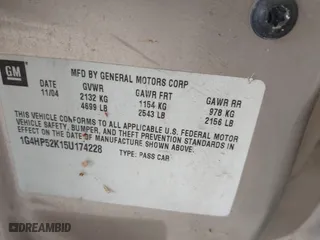 GM
MFD BY GENERAL MOTORS CORP
DATE GVWR GAWR FRT GAWR RR
11/04 2132 KG 1154 KG 978 KG
4699 LB 2543 LB 2156 LB
THIS VEHICLE CONFORMS TO ALL APPLICABLE U.S. FEDERAL MOTOR
VEHICLE SAFETY, BUMPER, AND THEFT PREVENTION STANDARDS IN
EFFECT ON THE DATE OF MANUFACTURE SHOWN ABOVE.
1G4HP52K15U174228 TYPE: PASS CAR
DREAMBID